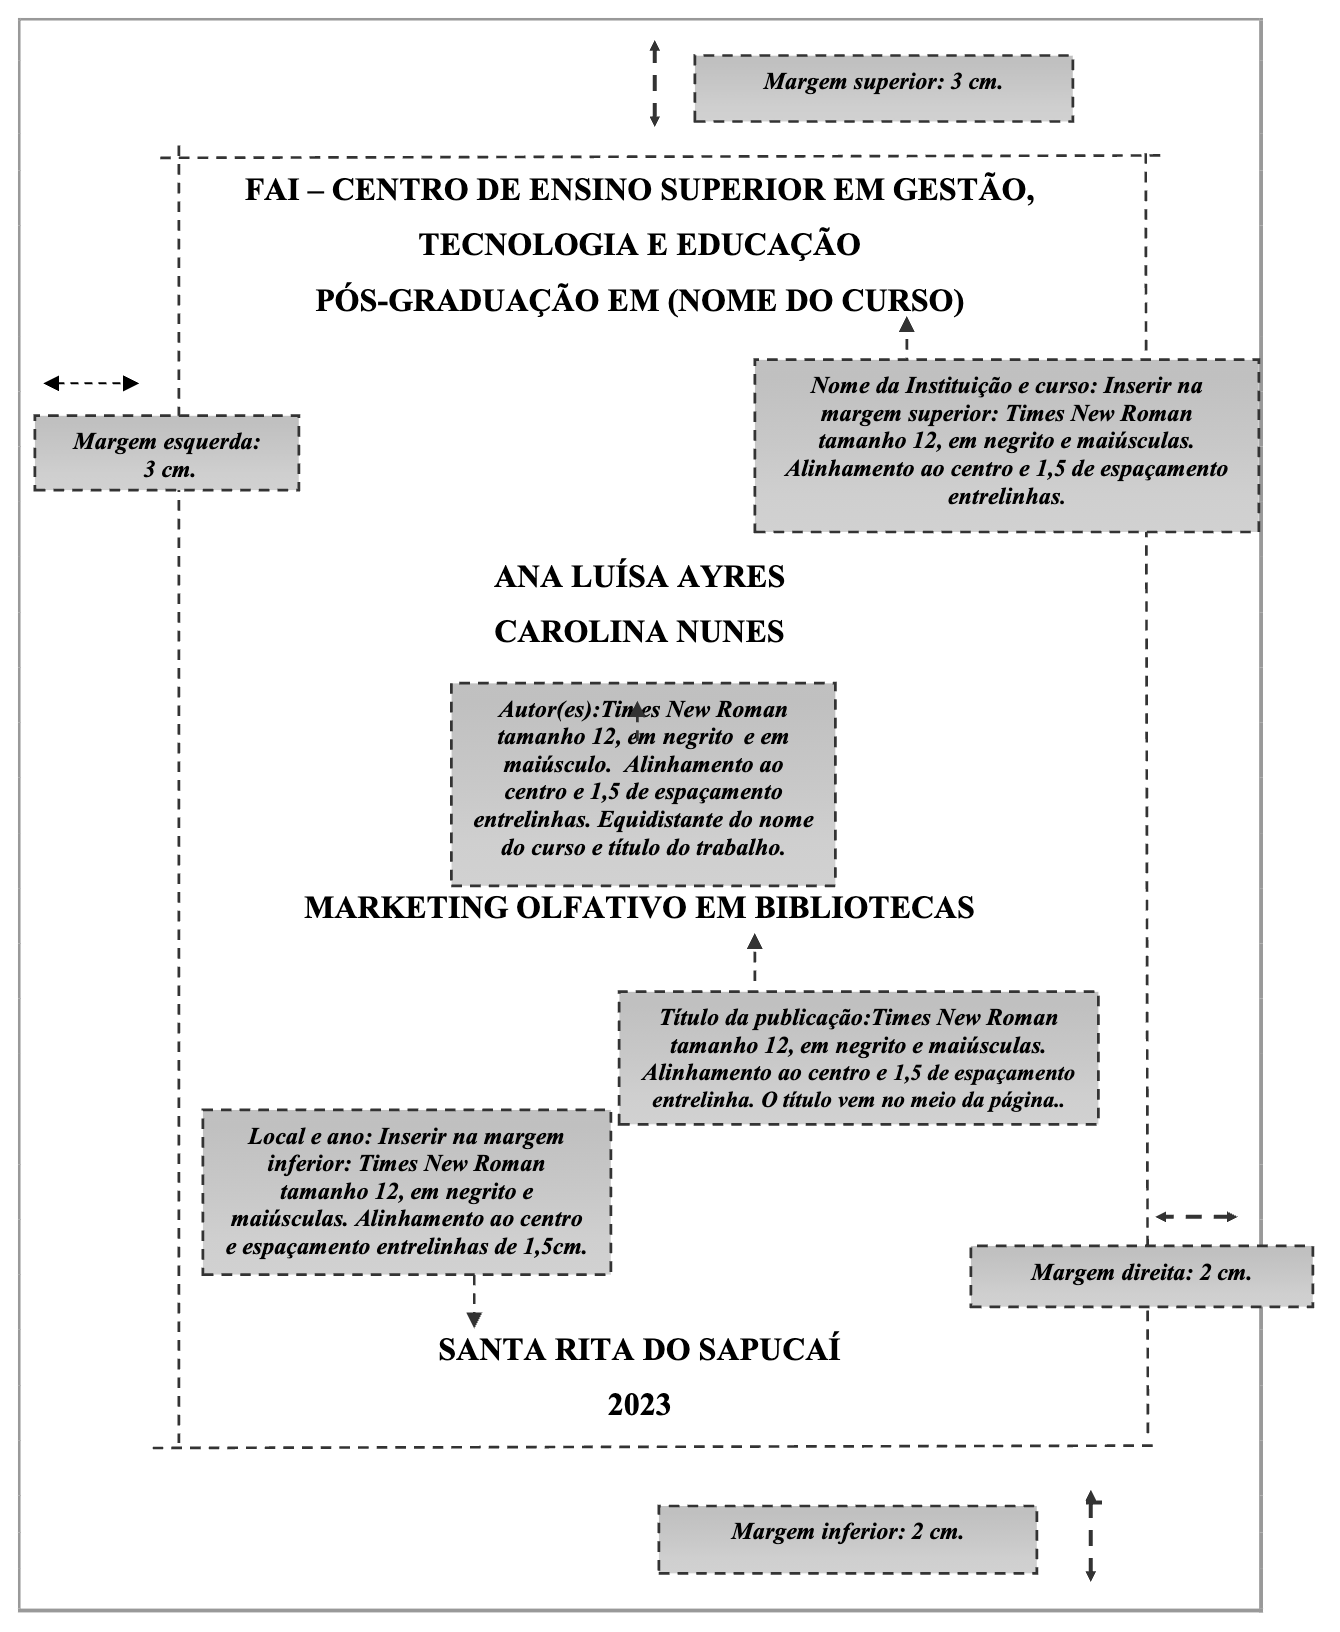 Margem superior: 3 cm.
FAI – CENTRO DE ENSINO SUPERIOR EM GESTÃO,
TECNOLOGIA E EDUCAÇÃO
PÓS-GRADUAÇÃO EM (NOME DO CURSO)
Nome da Instituição e curso: Inserir na
margem superior: Times New Roman
tamanho 12, em negrito e maiúsculas.
Alinhamento ao centro e 1,5 de espaçamento
entrelinhas.
Margem esquerda:
3 cm.
ANA LUÍSA AYRES
CAROLINA NUNES
Autor(es):Times New Roman
tamanho 12, em negrito e em
maiúsculo. Alinhamento ao
centro e 1,5 de espaçamento
entrelinhas. Equidistante do nome
do curso e título do trabalho.
MARKETING OLFATIVO EM BIBLIOTECAS
Título da publicação:Times New Roman
tamanho 12, em negrito e maiúsculas.
Alinhamento ao centro e 1,5 de espaçamento
entrelinha. O título vem no meio da página..
Local e ano: Inserir na margem
inferior: Times New Roman
tamanho 12, em negrito e
maiúsculas. Alinhamento ao centro
e espaçamento entrelinhas de 1,5cm.
Margem direita: 2 cm.
SANTA RITA DO SAPUCAÍ
2023
Margem inferior: 2 cm.